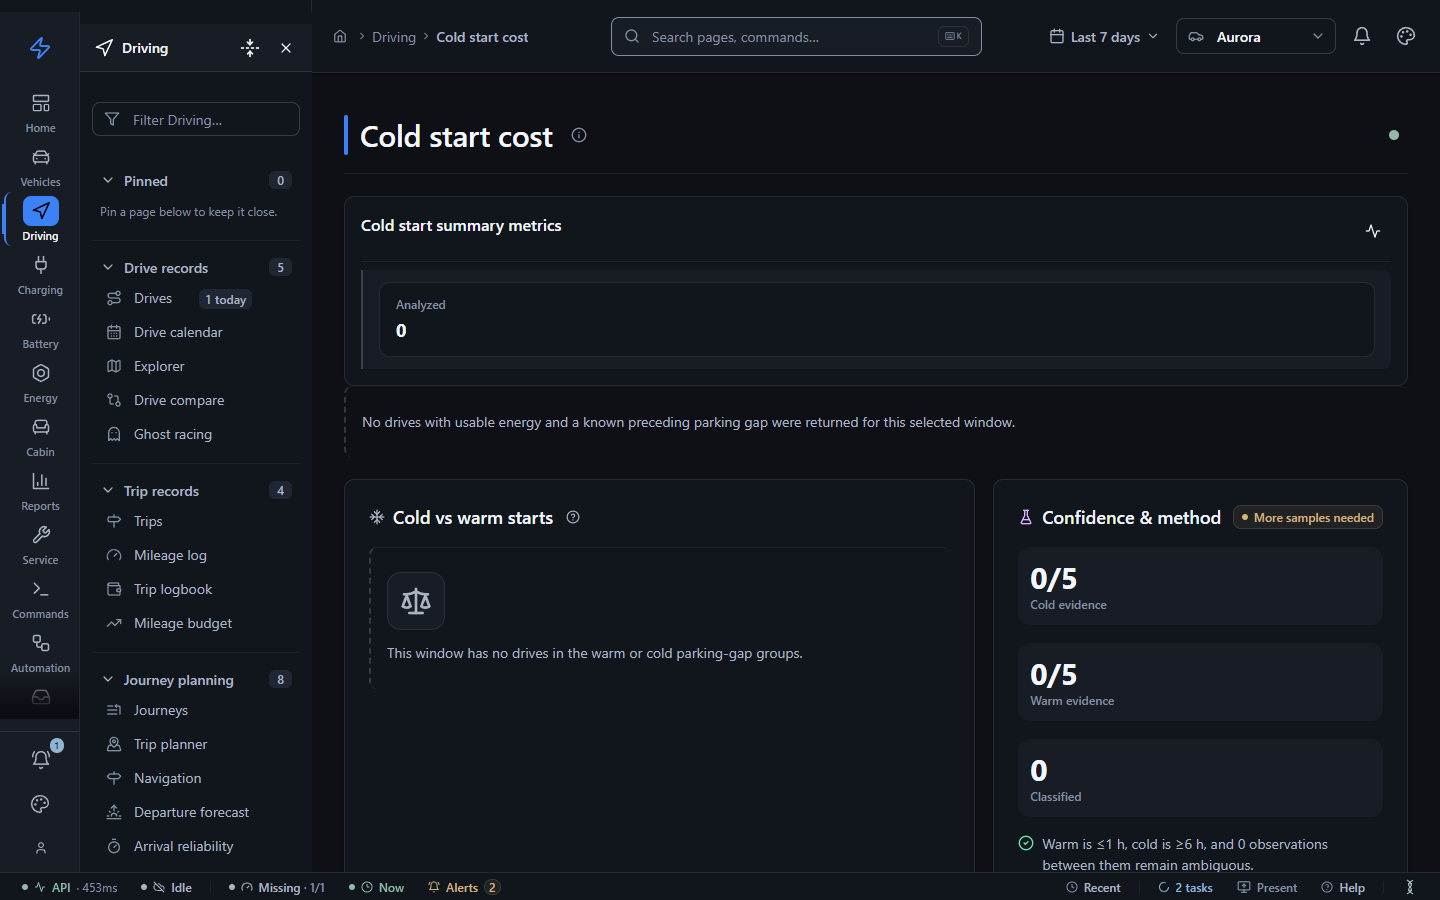 Driving
Driving
Cold start cost
Search pages, commands...
K
Last 7 days
Aurora
Home
Vehicles
Driving
Charging
Battery
Energy
Cabin
Reports
Service
Commands
Automation
1
Filter Driving...
Pinned
0
Pin a page below to keep it close.
Drive records
5
Drives
1 today
Drive calendar
Explorer
Drive compare
Ghost racing
Trip records
4
Trips
Mileage log
Trip logbook
Mileage budget
Journey planning
8
Journeys
Trip planner
Navigation
Departure forecast
Arrival reliability
Cold start cost
Cold start summary metrics
Analyzed
0
No drives with usable energy and a known preceding parking gap were returned for this selected window.
Cold vs warm starts
This window has no drives in the warm or cold parking-gap groups.
Confidence & method
More samples needed
0/5
Cold evidence
0/5
Warm evidence
0
Classified
Warm is ≤1 h, cold is ≥6 h, and 0 observations
between them remain ambiguous.
API · 453ms
Idle
Missing · 1/1
Now
Alerts 2
Recent
2 tasks
Present
Help